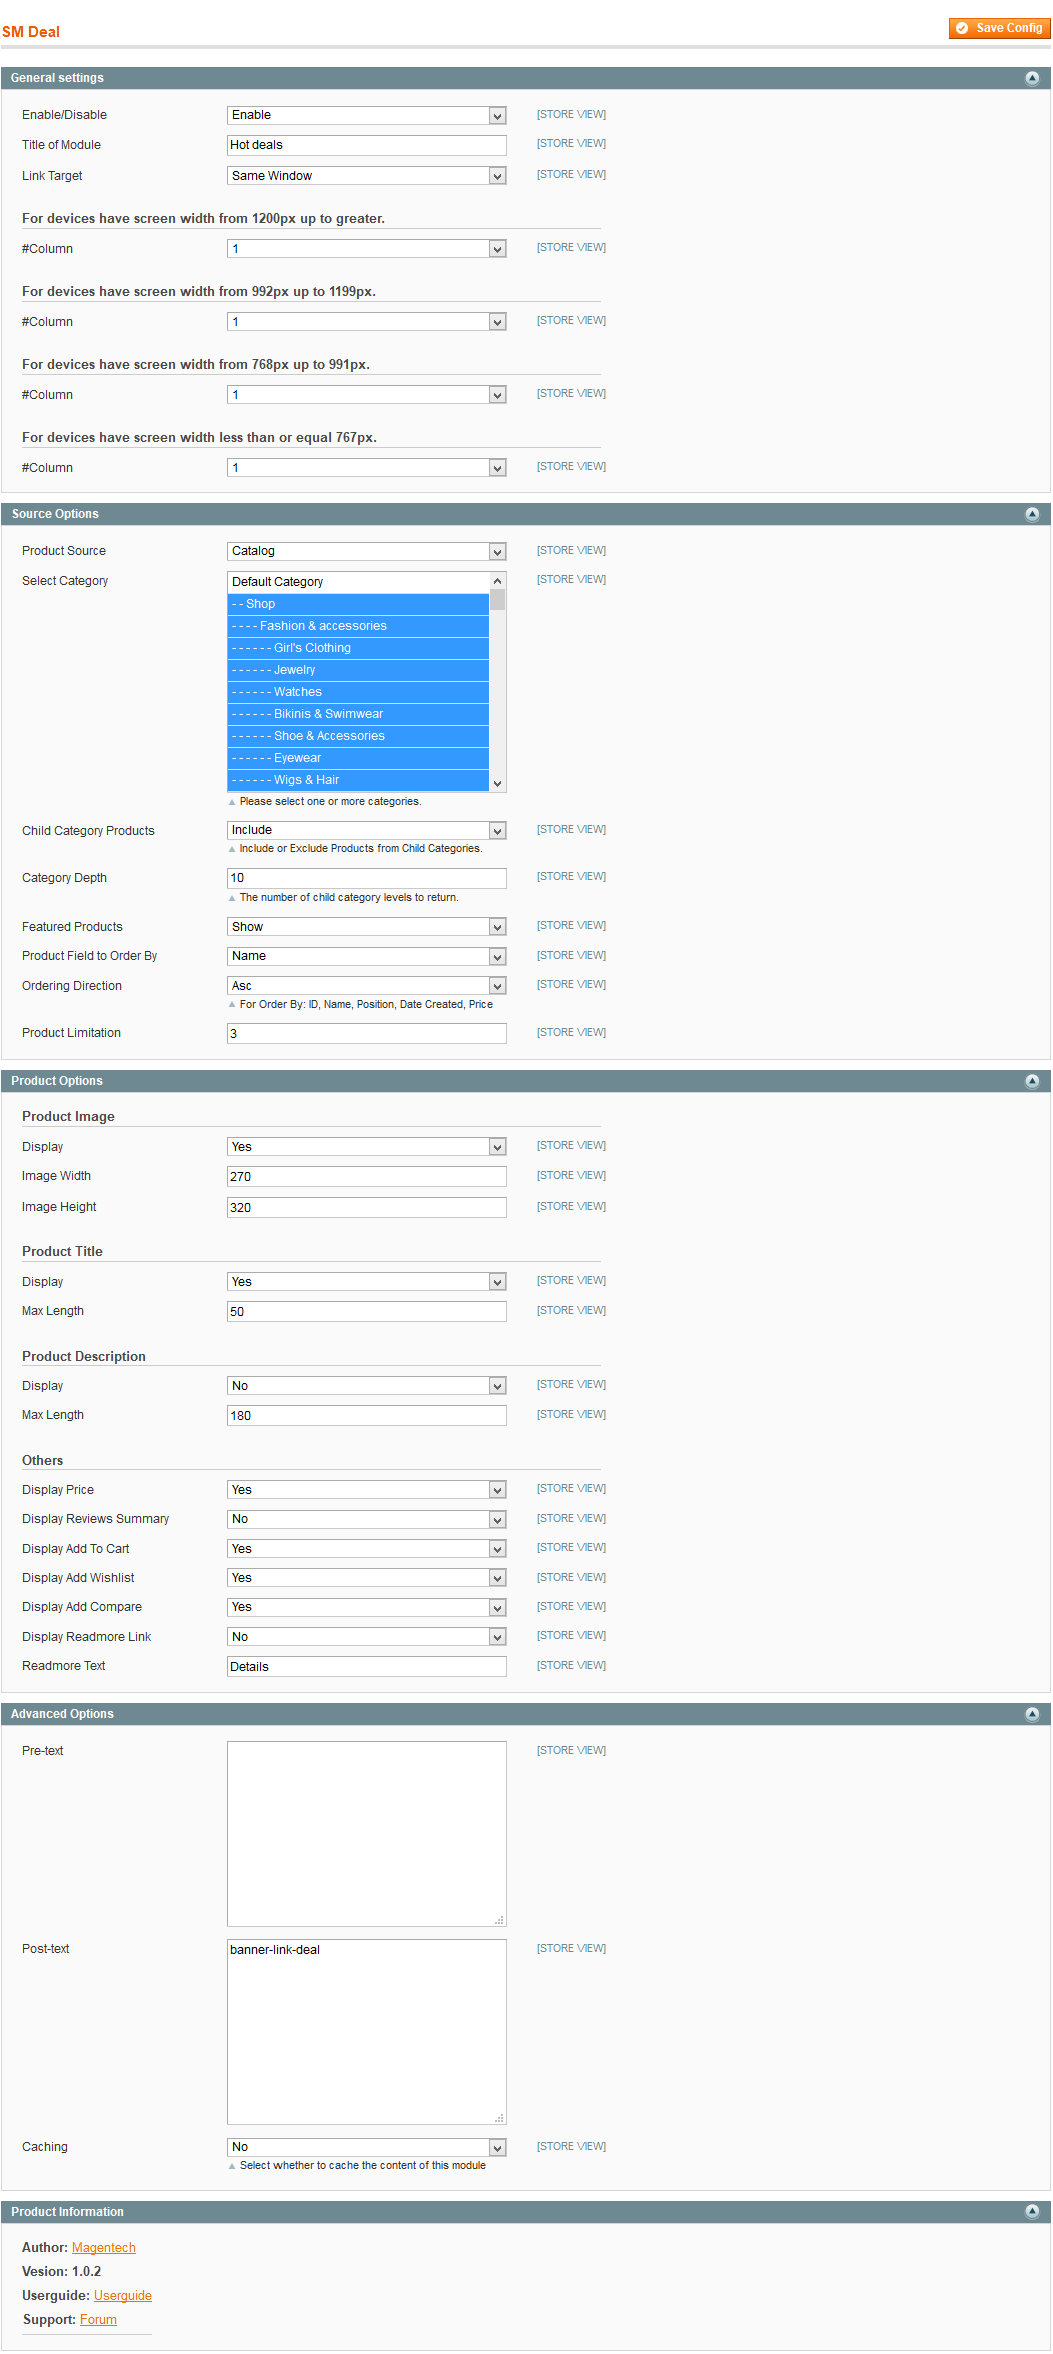 SM Deal
Save Config
General settings
Enable/Disable Enable [STORE VIEW]
Title of Module Hot deals [STORE VIEW]
Link Target Same Window [STORE VIEW]
For devices have screen width from 1200px up to greater.
#Column 1 [STORE VIEW]
For devices have screen width from 992px up to 1199px.
#Column 1 [STORE VIEW]
For devices have screen width from 768px up to 991px.
#Column 1 [STORE VIEW]
For devices have screen width less than or equal 767px.
#Column 1 [STORE VIEW]
Source Options
Product Source Catalog [STORE VIEW]
Select Category Default Category [STORE VIEW]
- - Shop
- - - - Fashion & accessories
- - - - - - Girl's Clothing
- - - - - - Jewelry
- - - - - - Watches
- - - - - - Bikinis & Swimwear
- - - - - - Shoe & Accessories
- - - - - - Eyewear
- - - - - - Wigs & Hair
Please select one or more categories.
Child Category Products Include [STORE VIEW]
Include or Exclude Products from Child Categories.
Category Depth 10 [STORE VIEW]
The number of child category levels to return.
Featured Products Show [STORE VIEW]
Product Field to Order By Name [STORE VIEW]
Ordering Direction Asc [STORE VIEW]
For Order By: ID, Name, Position, Date Created, Price
Product Limitation 3 [STORE VIEW]
Product Options
Product Image
Display Yes [STORE VIEW]
Image Width 270 [STORE VIEW]
Image Height 320 [STORE VIEW]
Product Title
Display Yes [STORE VIEW]
Max Length 50 [STORE VIEW]
Product Description
Display No [STORE VIEW]
Max Length 180 [STORE VIEW]
Others
Display Price Yes [STORE VIEW]
Display Reviews Summary No [STORE VIEW]
Display Add To Cart Yes [STORE VIEW]
Display Add Wishlist Yes [STORE VIEW]
Display Add Compare Yes [STORE VIEW]
Display Readmore Link No [STORE VIEW]
Readmore Text Details [STORE VIEW]
Advanced Options
Pre-text [STORE VIEW]
Post-text banner-link-deal [STORE VIEW]
Caching No [STORE VIEW]
Select whether to cache the content of this module
Product Information
Author: Magentech
Vesion: 1.0.2
Userguide: Userguide
Support: Forum